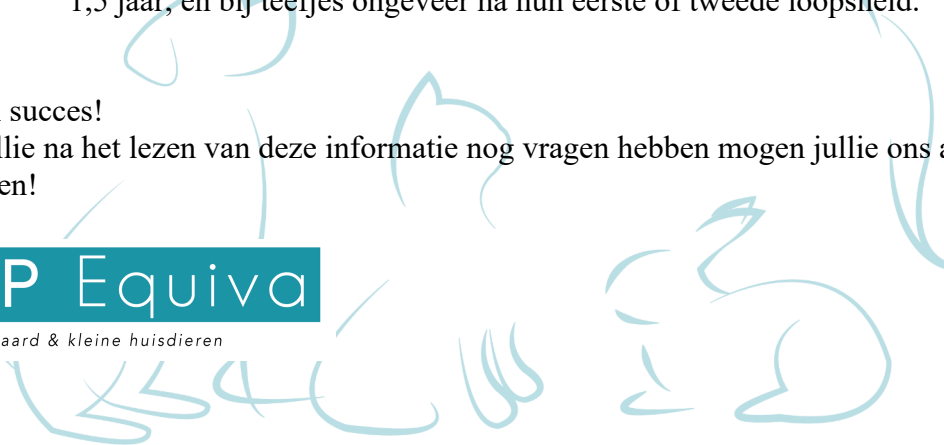 1,5 jaar, en bij teefjes ongeveer na hun eerste of tweede loopsheid.
succes!
llie na het lezen van deze informatie nog vragen hebben mogen jullie ons a
en!
P Equiva
aard & kleine huisdieren